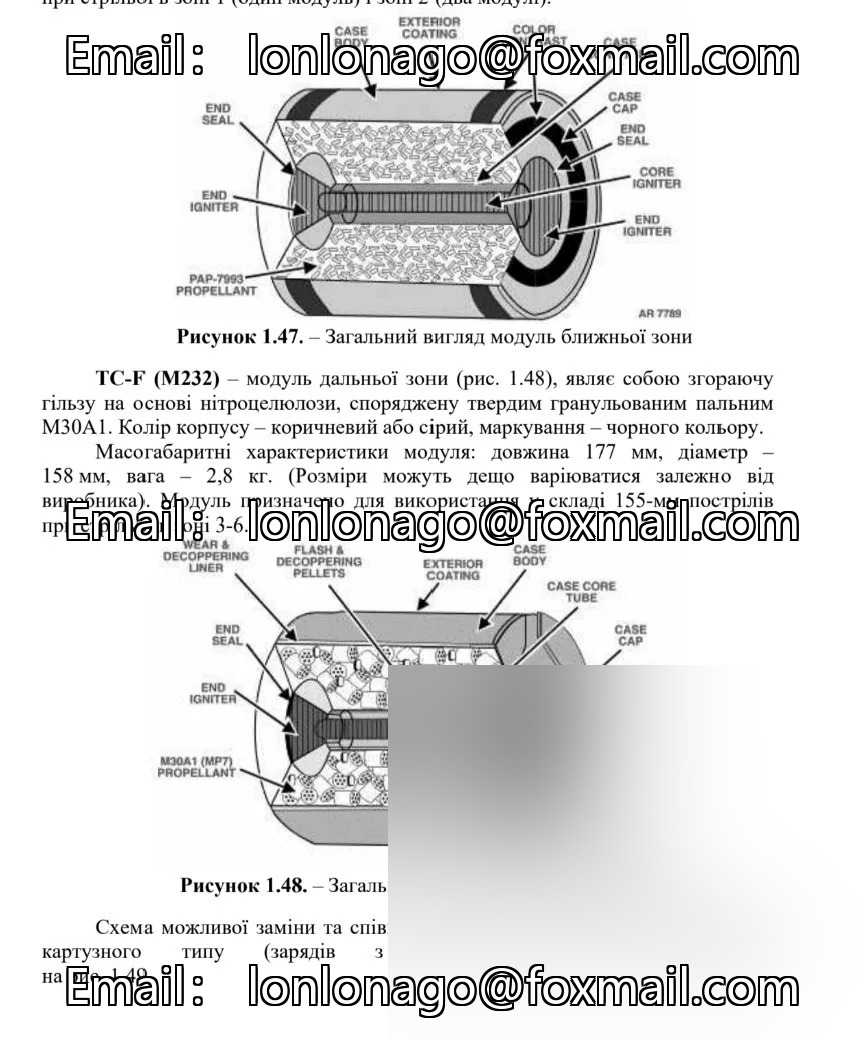 при стрільбі в зоні 1 (один модуль) і зоні 2 (два модулі).
CASE BODY
EXTERIOR COATING
COLOR
CASE
Email： lonlonago@foxmail.com
CASE CAP
END SEAL
END SEAL
CORE IGNITER
END IGNITER
END IGNITER
PAP-7993 PROPELLANT
AR 7789
Рисунок 1.47. – Загальний вигляд модуль ближньої зони
TC-F (M232) – модуль дальньої зони (рис. 1.48), являє собою згораючу
гільзу на основі нітроцелюлози, споряджену твердим гранульованим пальним
M30A1. Колір корпусу – коричневий або сірий, маркування – чорного кольору.
Масогабаритні характеристики модуля: довжина 177 мм, діаметр –
158 мм, вага – 2,8 кг. (Розміри можуть дещо варіюватися залежно від
виробника). Модуль призначено для використання у складі 155-мм пострілів
3-6.
Email： lonlonago@foxmail.com
WEAR & DECOPPERING LINER
FLASH & DECOPPERING PELLETS
EXTERIOR COATING
CASE BODY
CASE CORE TUBE
END SEAL
CASE CAP
END IGNITER
M30A1 (MP7) PROPELLANT
Рисунок 1.48. – Загаль
Схема можливої заміни та спів
картузного типу (зарядів з
на рис. 1.49
Email： lonlonago@foxmail.com